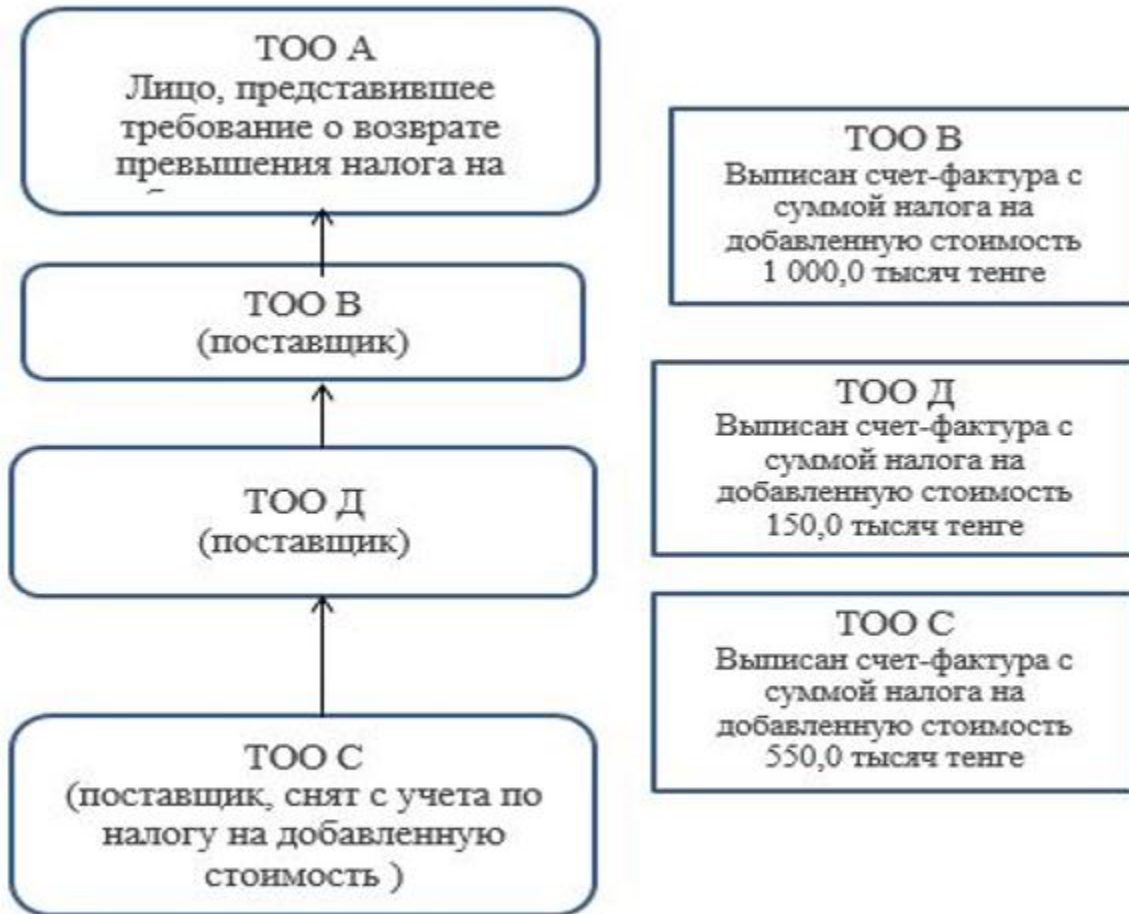 ТОО А
Лицо, представившее
требование о возврате
превышения налога на
ТОО В
(поставщик)
ТОО Д
(поставщик)
ТОО С
(поставщик, снят с учета по
налогу на добавленную
стоимость )
ТОО В
Выписан счет-фактура с
суммой налога на
добавленную стоимость
1 000,0 тысяч тенге
ТОО Д
Выписан счет-фактура с
суммой налога на
добавленную стоимость
150,0 тысяч тенге
ТОО С
Выписан счет-фактура с
суммой налога на
добавленную стоимость
550,0 тысяч тенге